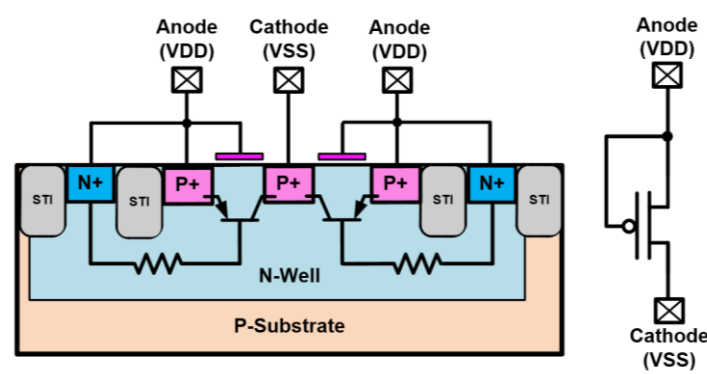 Anode
(VDD)
Cathode
(VSS)
Anode
(VDD)
Anode
(VDD)
STI
N+
STI
P+
P+
P+
STI
N+
STI
N-Well
P-Substrate
Cathode
(VSS)